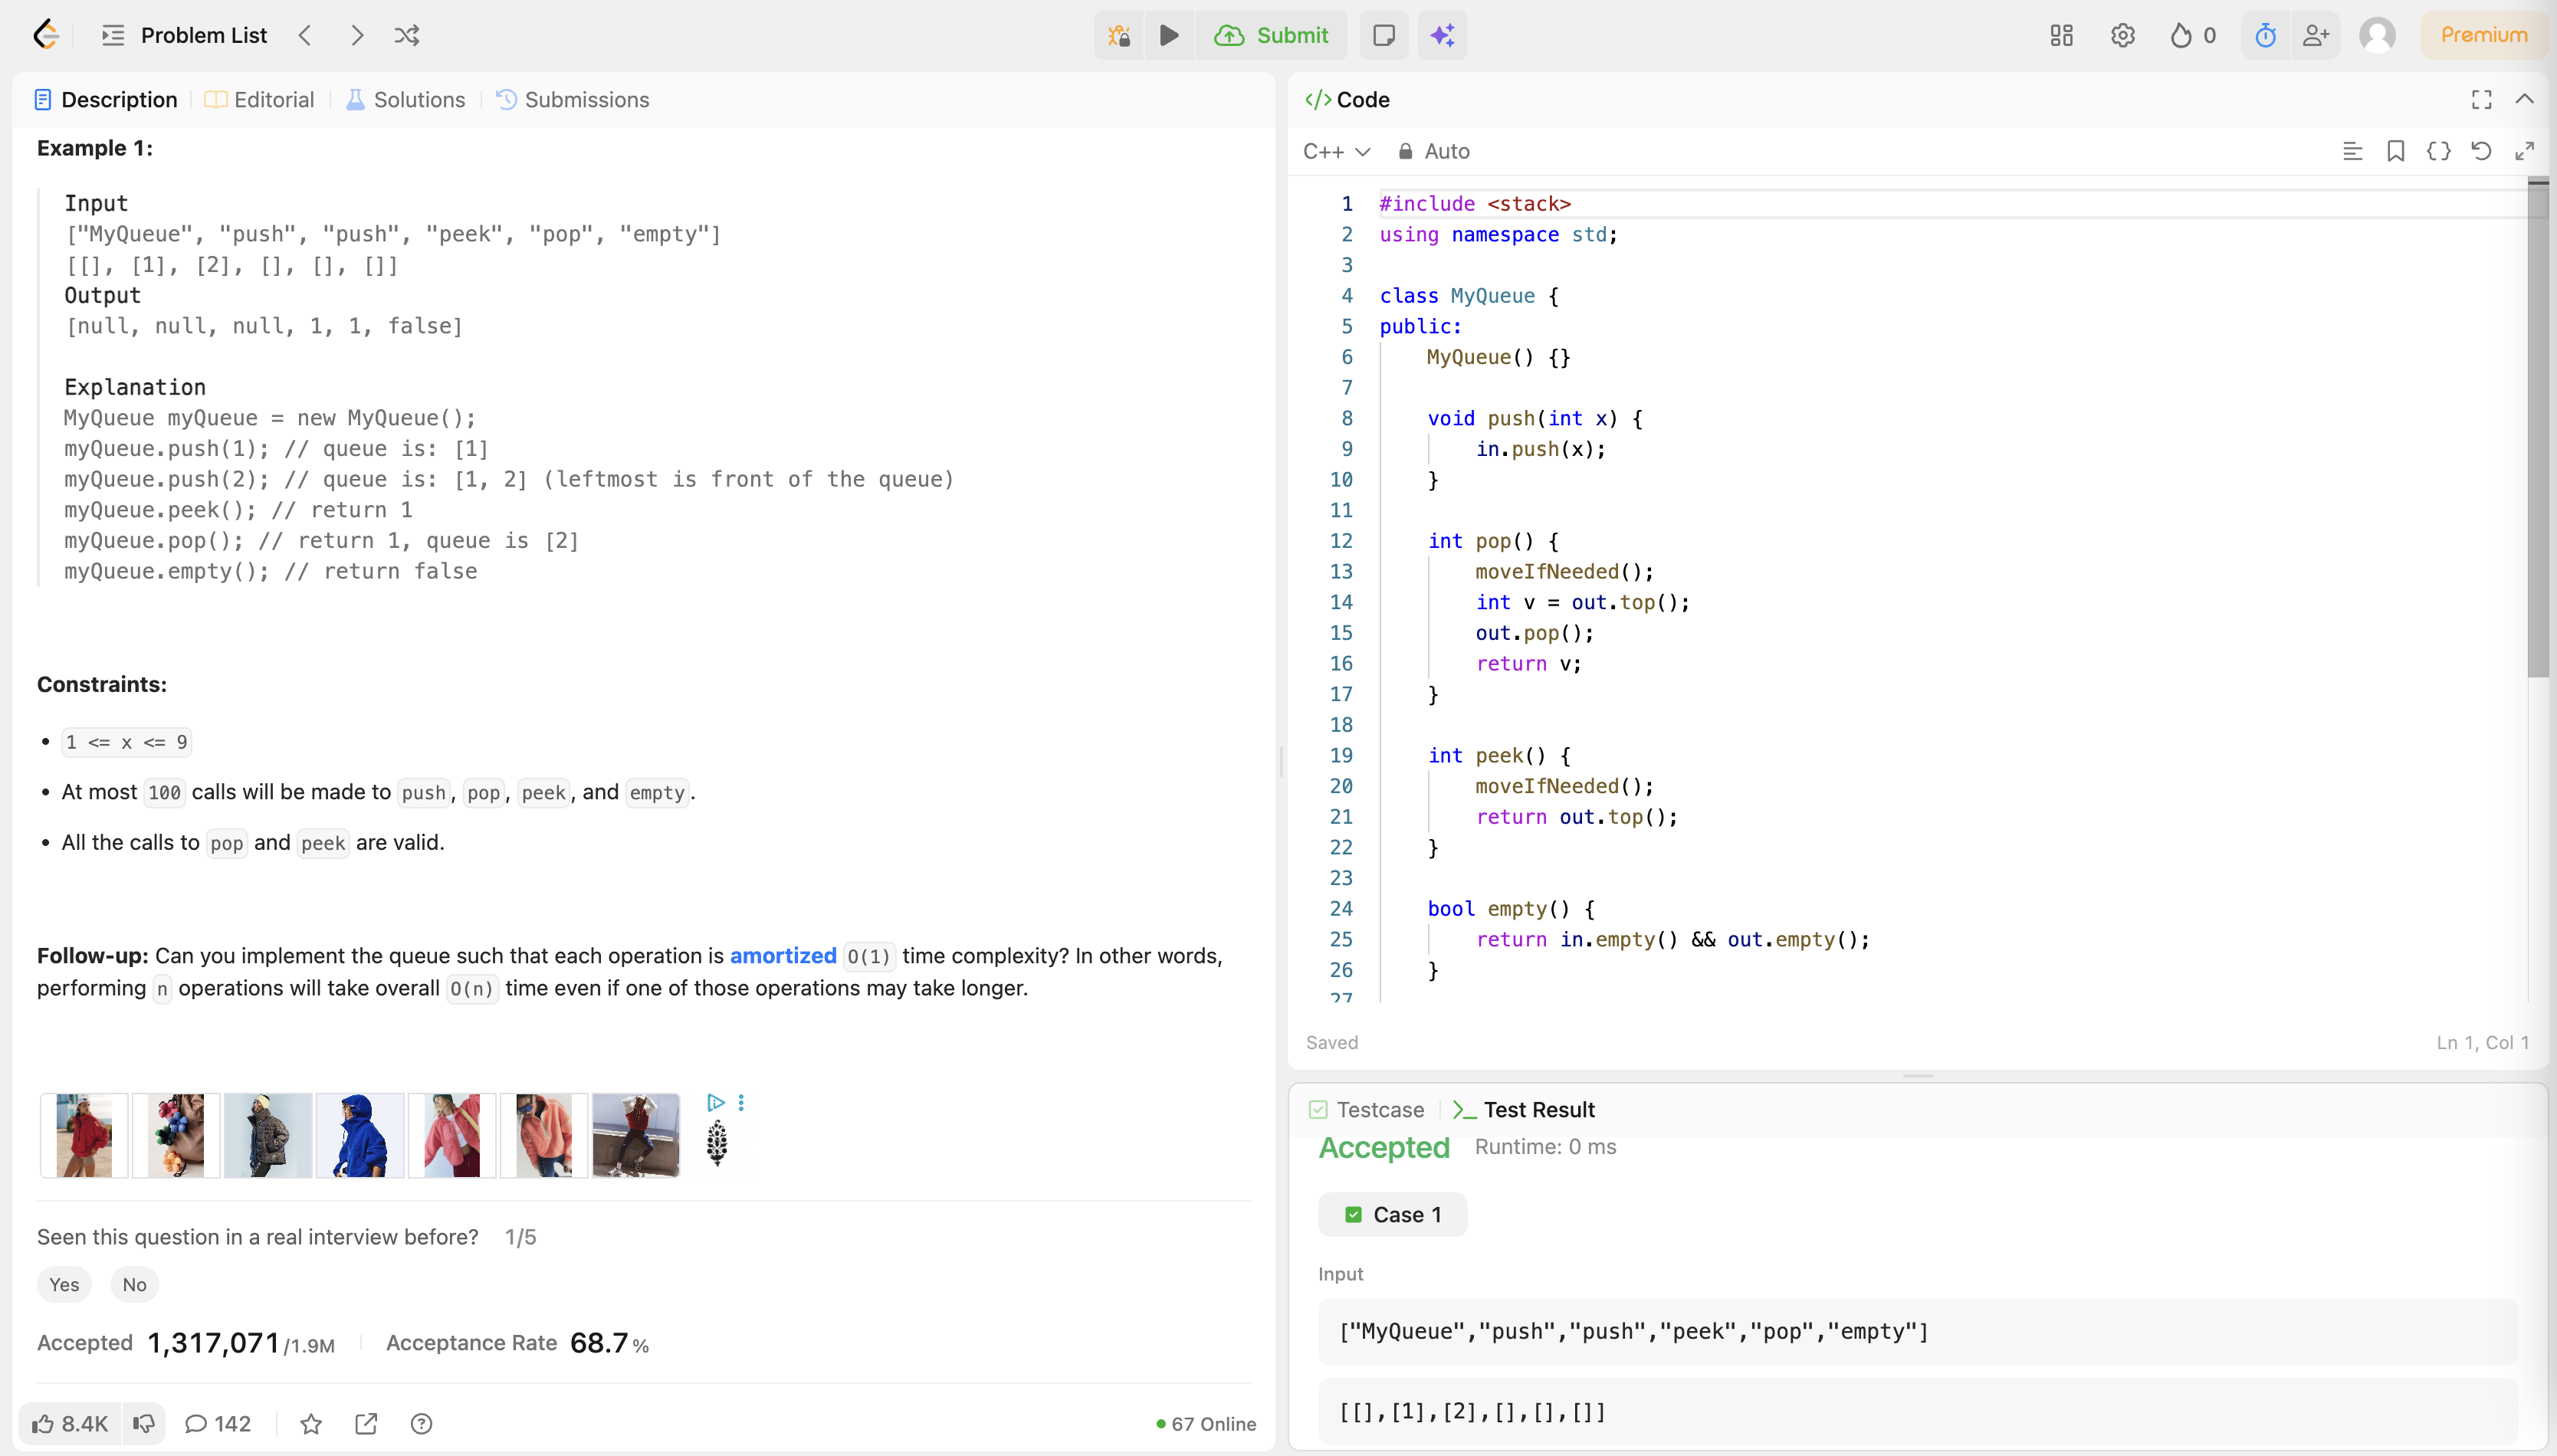 Problem List
Submit
0
Premium
Description
Editorial
Solutions
Submissions
Example 1:
Input
["MyQueue", "push", "push", "peek", "pop", "empty"]
[[], [1], [2], [], [], []]
Output
[null, null, null, 1, 1, false]
Explanation
MyQueue myQueue = new MyQueue();
myQueue.push(1); // queue is: [1]
myQueue.push(2); // queue is: [1, 2] (leftmost is front of the queue)
myQueue.peek(); // return 1
myQueue.pop(); // return 1, queue is [2]
myQueue.empty(); // return false
Constraints:
• 1 <= x <= 9
• At most 100 calls will be made to push, pop, peek, and empty.
• All the calls to pop and peek are valid.
Follow-up: Can you implement the queue such that each operation is amortized O(1) time complexity? In other words,
performing n operations will take overall O(n) time even if one of those operations may take longer.
Seen this question in a real interview before? 1/5
Yes No
Accepted 1,317,071/1.9M Acceptance Rate 68.7%
8.4K 142 67 Online
</> Code
C++ Auto
1 #include <stack>
2 using namespace std;
3
4 class MyQueue {
5 public:
6 MyQueue() {}
7
8 void push(int x) {
9 in.push(x);
10 }
11
12 int pop() {
13 moveIfNeeded();
14 int v = out.top();
15 out.pop();
16 return v;
17 }
18
19 int peek() {
20 moveIfNeeded();
21 return out.top();
22 }
23
24 bool empty() {
25 return in.empty() && out.empty();
26 }
27
Saved Ln 1, Col 1
Testcase
Test Result
Accepted Runtime: 0 ms
Case 1
Input
["MyQueue","push","push","peek","pop","empty"]
[[],[1],[2],[],[],[]]